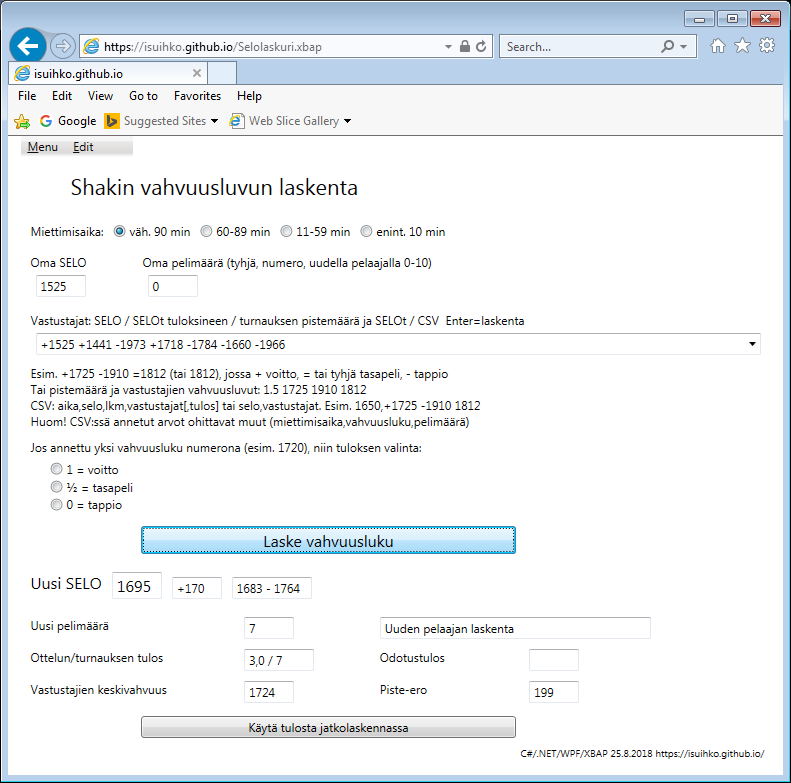 https://isuihko.github.io/Selolaskuri.xbap Search...
isuihko.github.io
File Edit View Go to Favorites Help
Google Suggested Sites Web Slice Gallery
Menu Edit
Shakin vahvuusluvun laskenta
Miettimisaika: väh. 90 min 60-89 min 11-59 min enint. 10 min
Oma SELO Oma pelimäärä (tyhjä, numero, uudella pelaajalla 0-10)
1525 0
Vastustajat: SELO / SELOt tuloksineen / turnauksen pistemäärä ja SELOt / CSV Enter=laskenta
+1525 +1441 -1973 +1718 -1784 -1660 -1966
Esim. +1725 -1910 =1812 (tai 1812), jossa + voitto, = tai tyhjä tasapeli, - tappio
Tai pistemäärä ja vastustajien vahvuusluvut: 1.5 1725 1910 1812
CSV: aika,selo,lkm,vastustajat[,tulos] tai selo,vastustajat. Esim. 1650,+1725 -1910 1812
Huom! CSV:ssä annetut arvot ohittavat muut (miettimisaika,vahvuusluku,pelimäärä)
Jos annettu yksi vahvuusluku numerona (esim. 1720), niin tuloksen valinta:
1 = voitto
½ = tasapeli
0 = tappio
Laske vahvuusluku
Uusi SELO 1695 +170 1683 - 1764
Uusi pelimäärä 7 Uuden pelaajan laskenta
Ottelun/turnauksen tulos 3,0 / 7 Odotustulos
Vastustajien keskivahvuus 1724 Piste-ero 199
Käytä tulosta jatkolaskennassa
C#/.NET/WPF/XBAP 25.8.2018 https://isuihko.github.io/